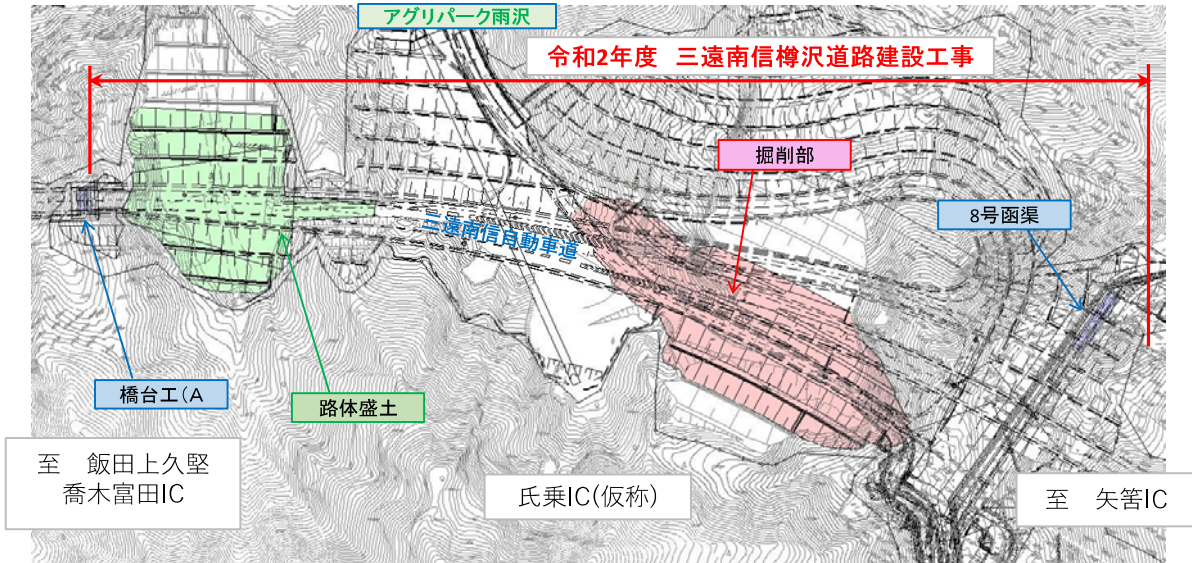 アグリパーク雨沢
令和2年度 三遠南信樽沢道路建設工事
掘削部
8号函渠
三遠南信自動車道
橋台工(A
路体盛土
至 飯田上久堅
喬木富田IC
氏乗IC(仮称)
至 矢筈IC